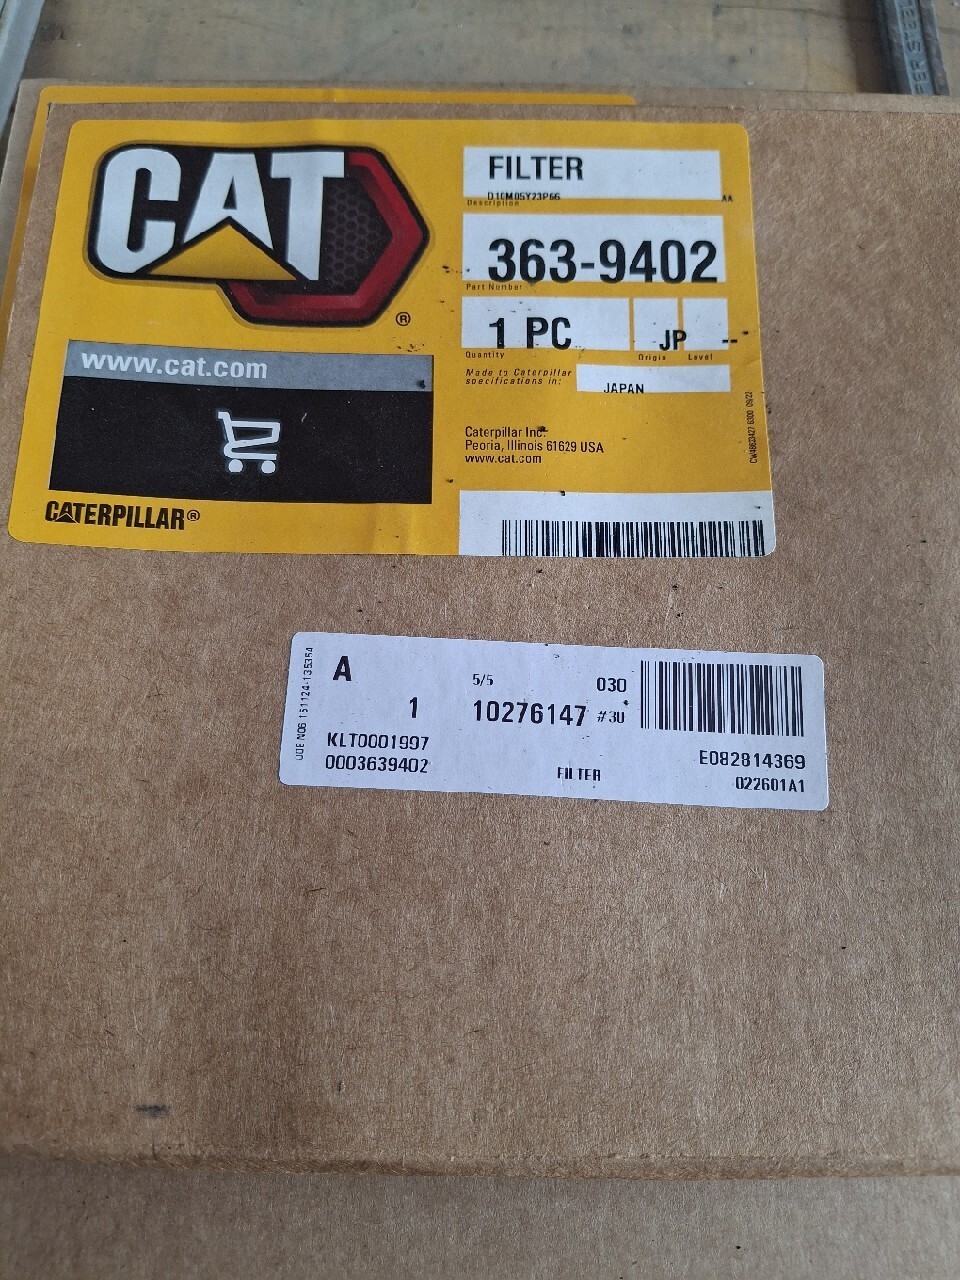 CAT
®
www.cat.com
CATERPILLAR®
FILTER
D10M05Y23P66
AA
Description
363-9402
Part Number
1 PC
JP
--
Quantity
Origin
Level
Made to Caterpillar
specifications in:
JAPAN
Caterpillar Inc.
Peoria, Illinois 61629 USA
www.cat.com
A
5/5
030
1
10276147
#30
KLT0001997
E082814369
0003639402
FILTER
022601A1